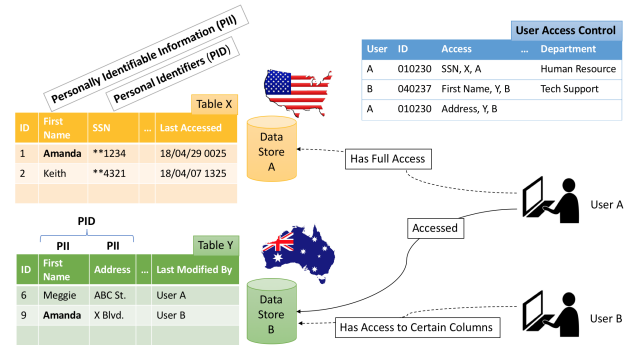 Personally Identifiable Information (PII)
Personal Identifiers (PID)
User Access Control
User ID Access ... Department
A 010230 SSN, X, A Human Resource
B 040237 First Name, Y, B Tech Support
A 010230 Address, Y, B
Table X
ID First Name SSN ... Last Accessed
1 Amanda **1234 18/04/29 0025
2 Keith **4321 18/04/07 1325
Data
Store
A
Has Full Access
User A
Accessed
PID
PII PII
Table Y
ID First Name Address ... Last Modified By
6 Meggie ABC St. User A
9 Amanda X Blvd. User B
Data
Store
B
Has Access to Certain Columns
User B